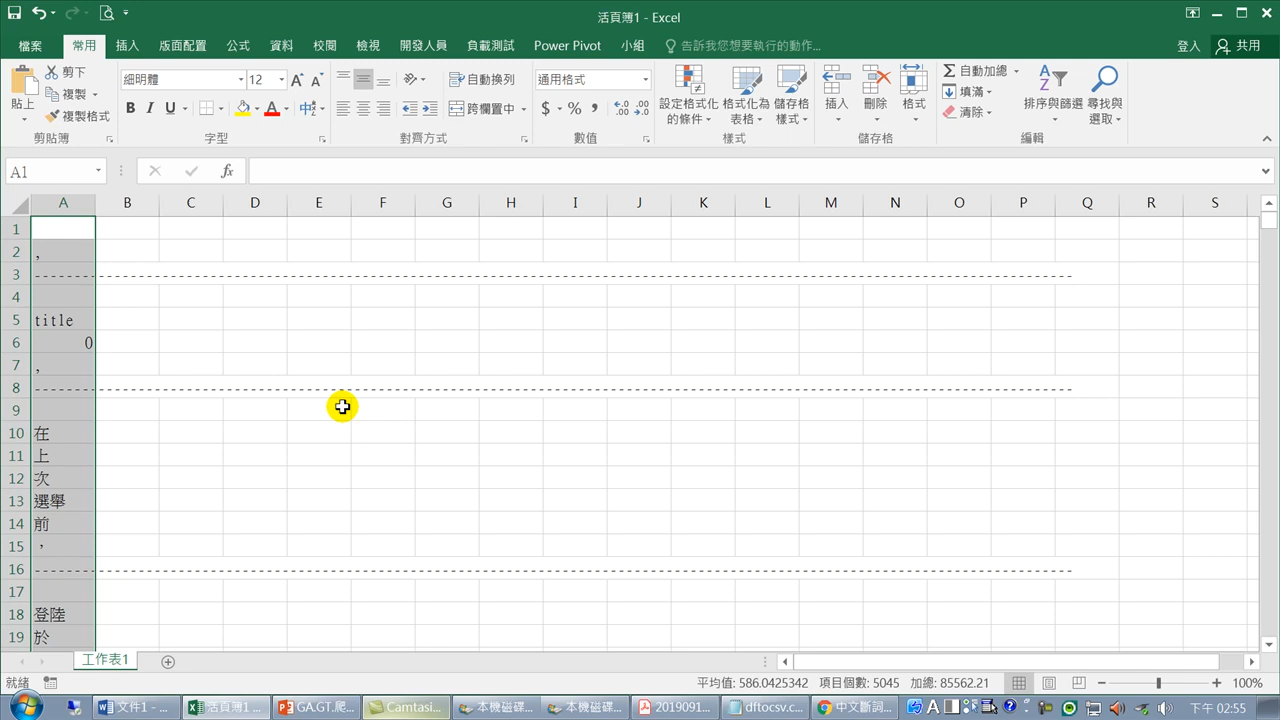 活頁簿1 - Excel
檔案 常用 插入 版面配置 公式 資料 校閱 檢視 開發人員 負載測試 Power Pivot 小組 告訴我您想要執行的動作... 登入 共用
貼上 剪下 複製 複製格式 剪貼簿
細明體 12 B I U A 中 字型
自動換列 跨欄置中 對齊方式
通用格式 $ % , 數值
設定格式化的條件 格式化為表格 儲存格樣式 樣式
插入 刪除 格式 儲存格
自動加總 填滿 清除 排序與篩選 尋找與選取 編輯
A1 fx
A B C D E F G H I J K L M N O P Q R S
1
2 ,
3 --------------------------------------------------------------------------------
4
5 title
6 0
7 ,
8 --------------------------------------------------------------------------------
9
10 在
11 上
12 次
13 選舉
14 前
15 ,
16 --------------------------------------------------------------------------------
17
18 登陸
19 於
工作表1
就緒 平均值: 586.0425342 項目個數: 5045 加總: 85562.21 100%
文件1 - ... 活頁簿1 ... GA.GT.爬... Camtasi... 本機磁碟... 本機磁碟... 2019091... dftocsv.c... 中文斷詞... 下午 02:55